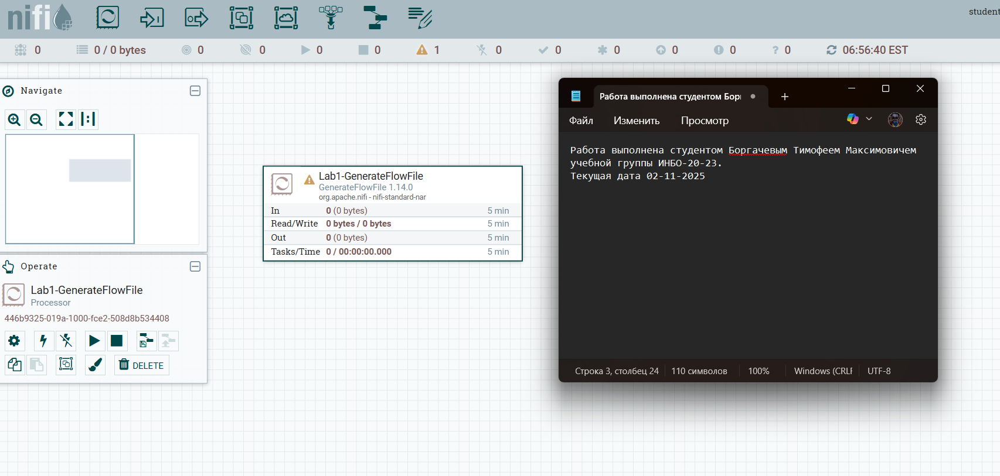 nifi
student
0
0 / 0 bytes
0
0
0
0
1
0
0
0
0
0
? 0
06:56:40 EST
Navigate
Operate
Lab1-GenerateFlowFile
Processor
446b9325-019a-1000-fce2-508d8b534408
DELETE
Lab1-GenerateFlowFile
GenerateFlowFile 1.14.0
org.apache.nifi - nifi-standard-nar
In 0 (0 bytes) 5 min
Read/Write 0 bytes / 0 bytes 5 min
Out 0 (0 bytes) 5 min
Tasks/Time 0 / 00:00:00.000 5 min
Работа выполнена студентом Борг
Файл Изменить Просмотр
Работа выполнена студентом Боргачевым Тимофеем Максимовичем
учебной группы ИНБО-20-23.
Текущая дата 02-11-2025
Строка 3, столбец 24 110 символов 100% Windows (CRLF UTF-8